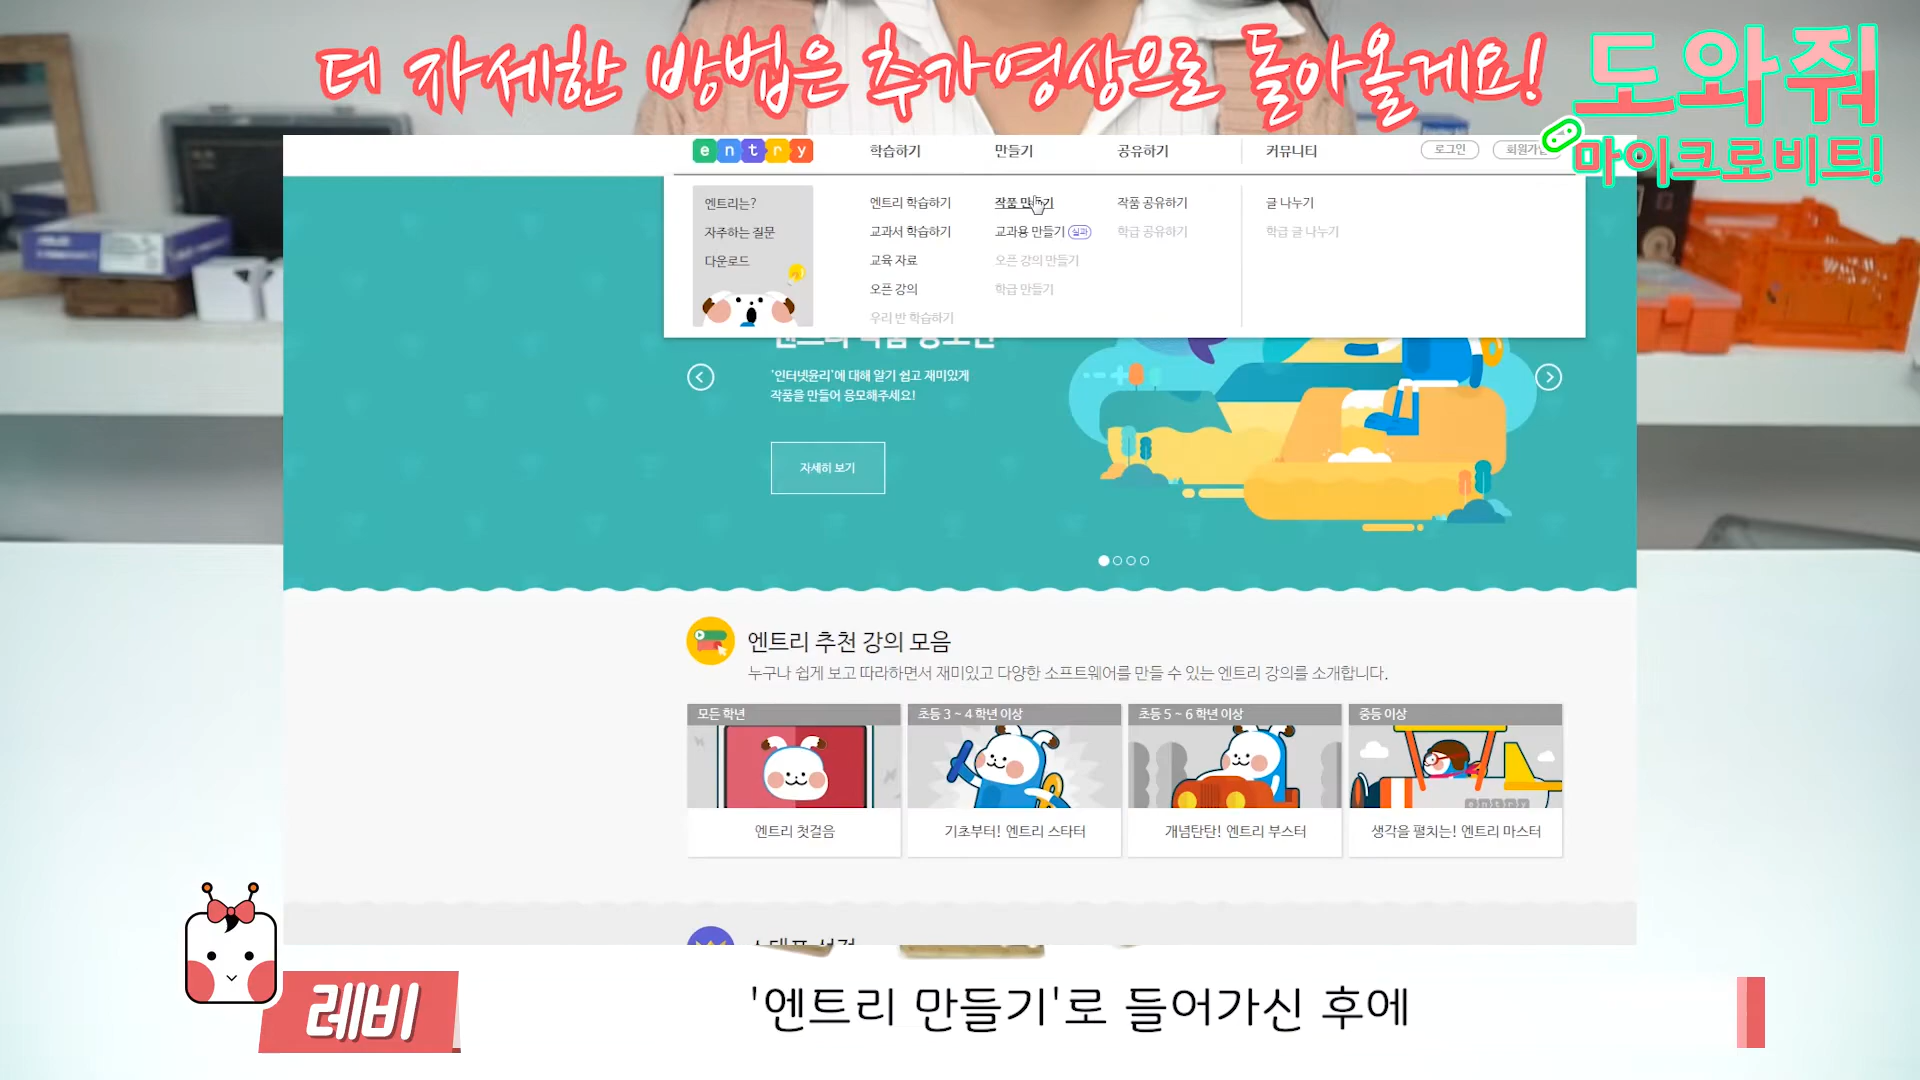 더 자세한 방법은 추가영상으로 돌아올게요!
도와줘
마이크로비트!
entry
학습하기
만들기
공유하기
커뮤니티
로그인
엔트리는?
자주하는 질문
다운로드
엔트리 학습하기
교과서 학습하기
교육 자료
오픈 강의
우리 반 학습하기
작품 만들기
교과용 만들기 실과
오픈 강의 만들기
학급 만들기
작품 공유하기
학급 공유하기
글 나누기
학급 글 나누기
'인터넷윤리'에 대해 알기 쉽고 재미있게
작품을 만들어 응모해주세요!
자세히 보기
엔트리 추천 강의 모음
누구나 쉽게 보고 따라하면서 재미있고 다양한 소프트웨어를 만들 수 있는 엔트리 강의를 소개합니다.
모든 학년
초등 3 ~ 4 학년 이상
초등 5 ~ 6 학년 이상
중등 이상
엔트리 첫걸음
기초부터! 엔트리 스타터
개념탄탄! 엔트리 부스터
생각을 펼치는! 엔트리 마스터
레비
'엔트리 만들기'로 들어가신 후에